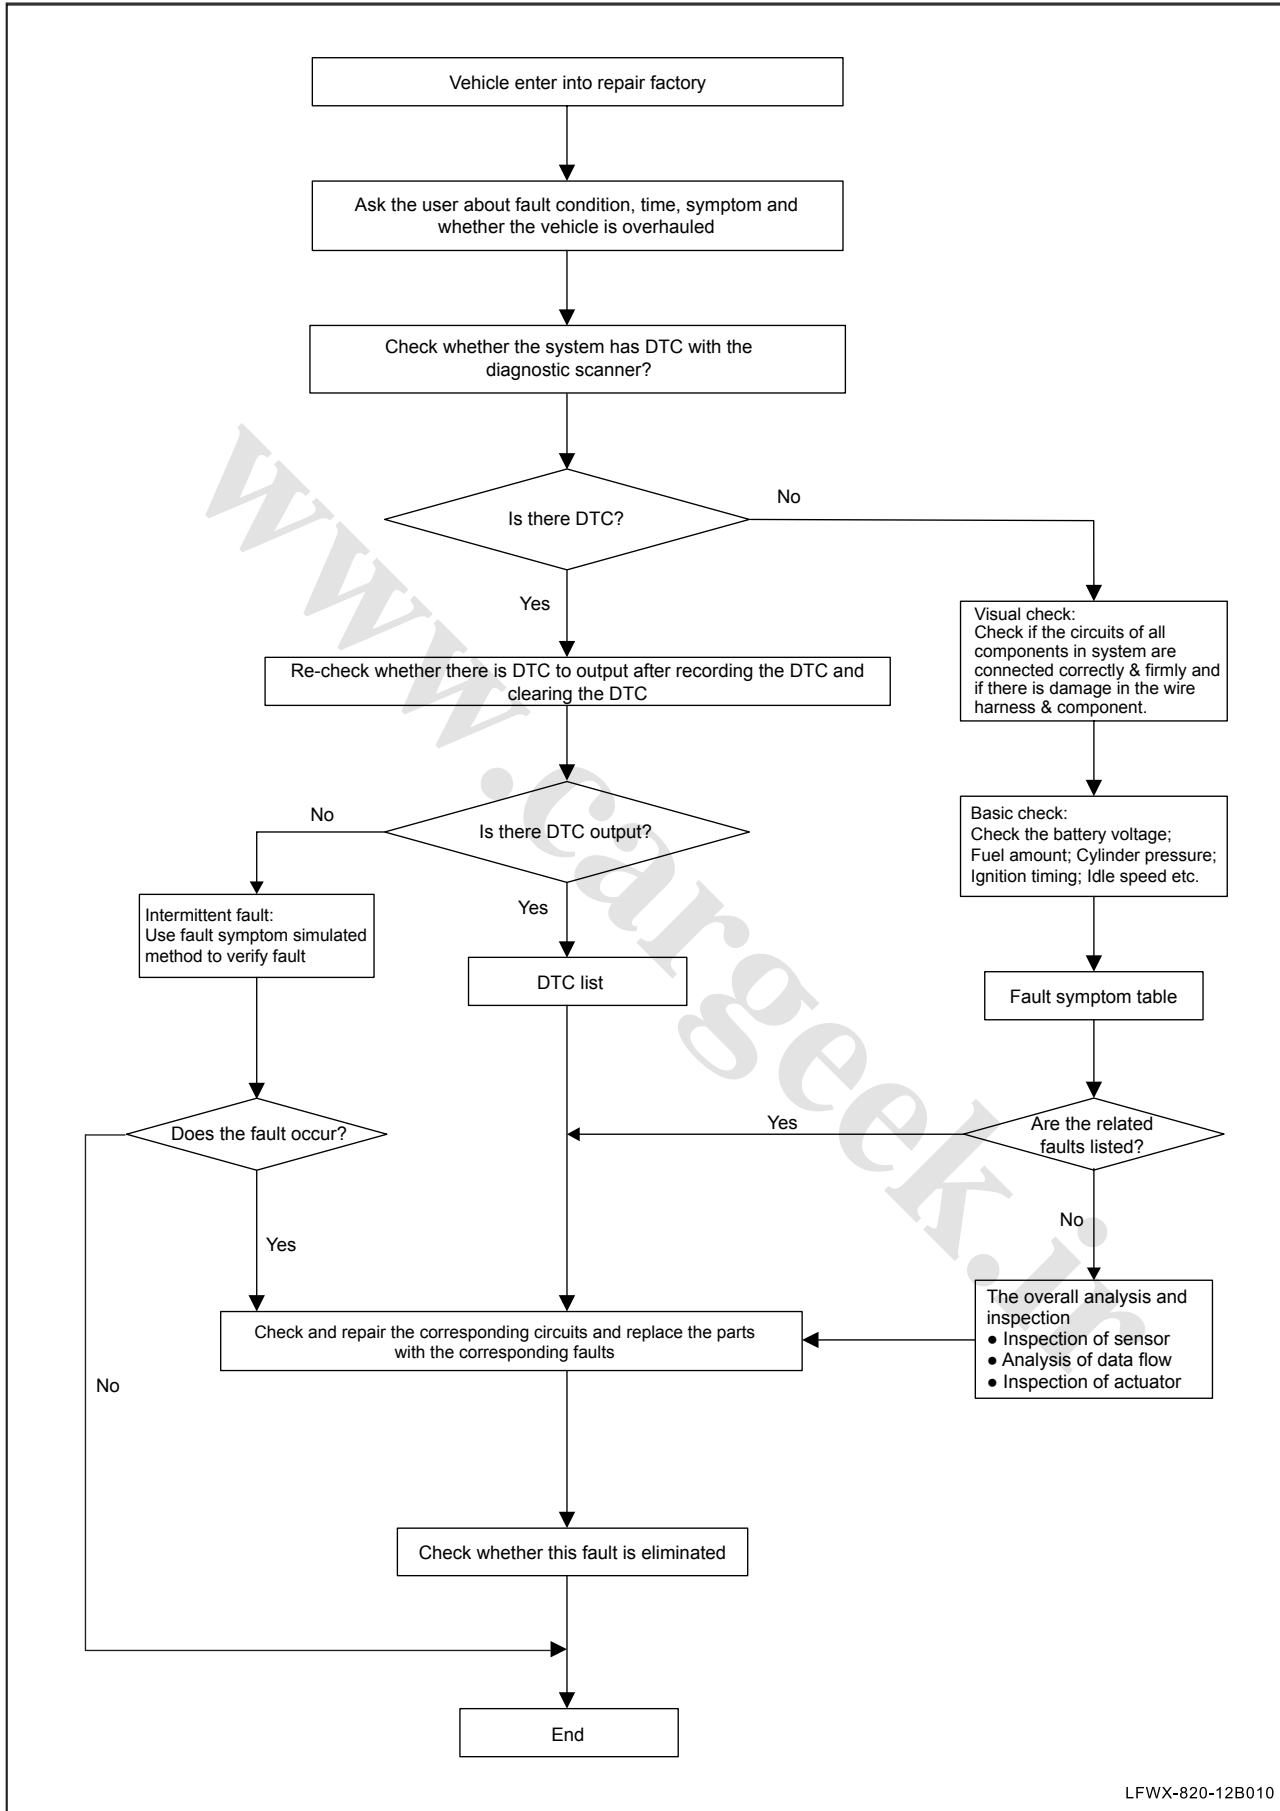 Vehicle enter into repair factory
Ask the user about fault condition, time, symptom and
whether the vehicle is overhauled
Check whether the system has DTC with the
diagnostic scanner?
Is there DTC?
No
Yes
Visual check:
Check if the circuits of all
components in system are
connected correctly & firmly and
if there is damage in the wire
harness & component.
Re-check whether there is DTC to output after recording the DTC and
clearing the DTC
Basic check:
Check the battery voltage;
Fuel amount; Cylinder pressure;
Ignition timing; Idle speed etc.
Is there DTC output?
No
Yes
Intermittent fault:
Use fault symptom simulated
method to verify fault
DTC list
Fault symptom table
Does the fault occur?
Yes
Are the related
faults listed?
No
Yes
The overall analysis and
inspection
● Inspection of sensor
● Analysis of data flow
● Inspection of actuator
Check and repair the corresponding circuits and replace the parts
with the corresponding faults
No
Check whether this fault is eliminated
End
LFWX-820-12B010
www.cargeek.ir